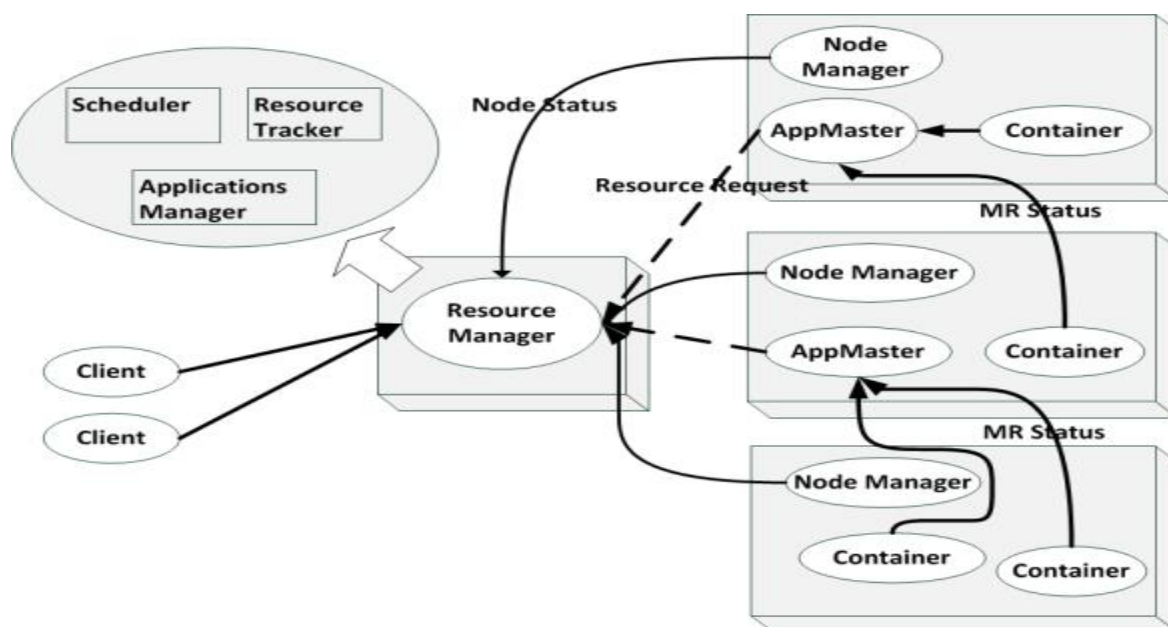 Scheduler
Resource
Tracker
Applications
Manager
Node Status
Node
Manager
AppMaster
Container
Resource Request
MR Status
Resource
Manager
Node Manager
AppMaster
Container
Client
Client
MR Status
Node Manager
Container
Container